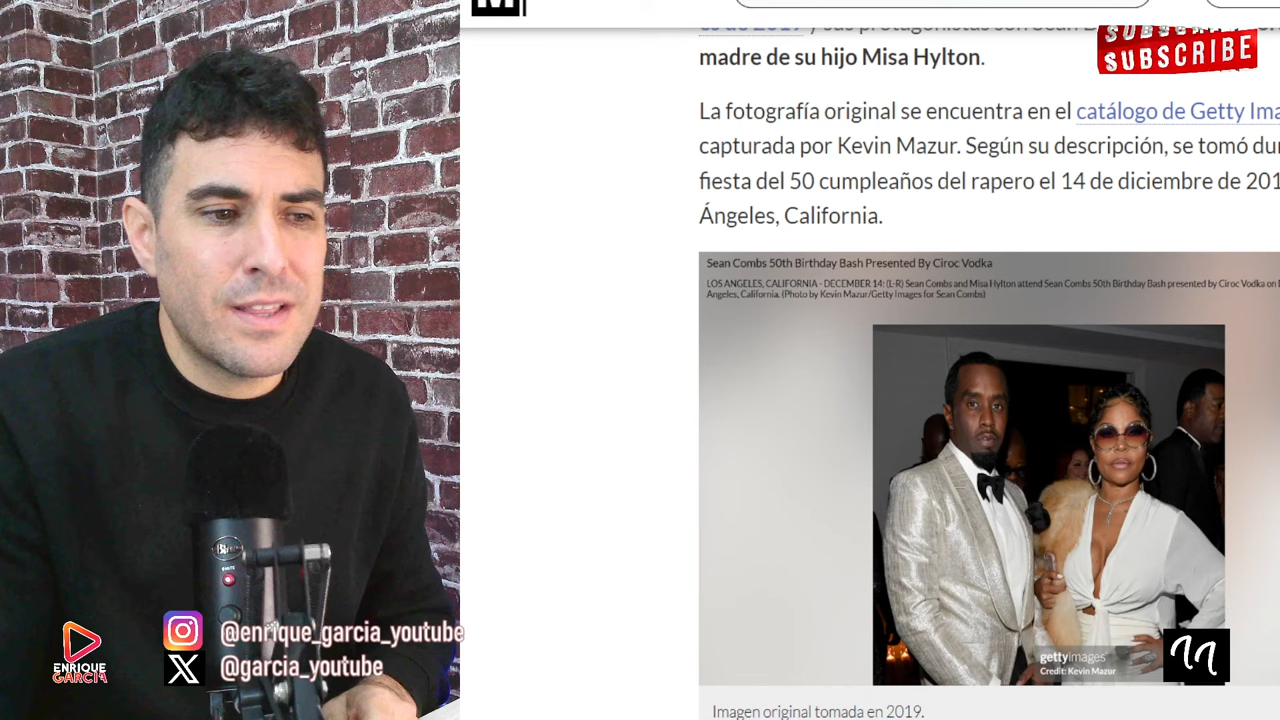 SUBSCRIBE
SUBSCRIBE
madre de su hijo Misa Hylton.
La fotografía original se encuentra en el catálogo de Getty Ima
capturada por Kevin Mazur. Según su descripción, se tomó du
fiesta del 50 cumpleaños del rapero el 14 de diciembre de 201
Ángeles, California.
Sean Combs 50th Birthday Bash Presented By Ciroc Vodka
LOS ANGELES, CALIFORNIA - DECEMBER 14: (L-R) Sean Combs and Misa Hylton attend Sean Combs 50th Birthday Bash presented by Ciroc Vodka on
Angeles, California. (Photo by Kevin Mazur/Getty Images for Sean Combs)
gettyimages
Credit: Kevin Mazur
Imagen original tomada en 2019.
Blue
MUTE
ENRIQUE
GARCIA
@enrique_garcia_youtube
@garcia_youtube